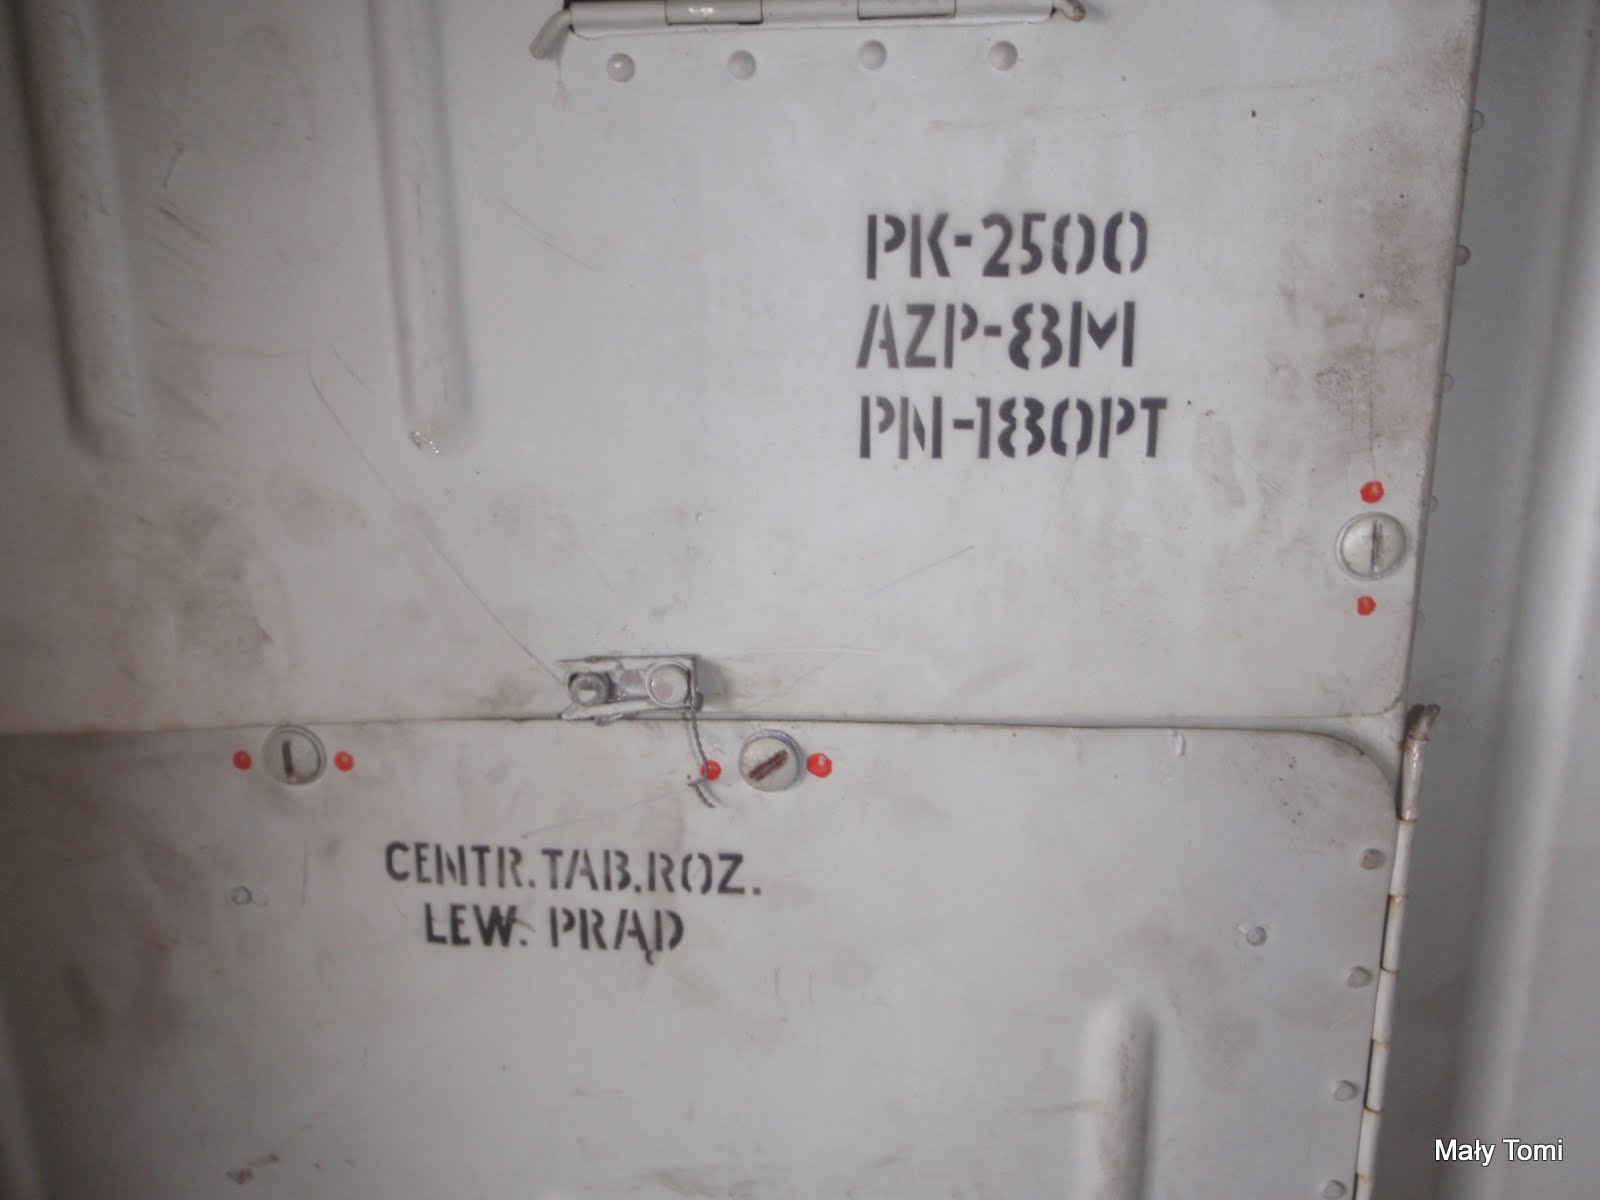 PK-2500
AZP-8M
PN-180PT
CENTR.TAB.ROZ.
LEW. PRĄD
Mały Tomi